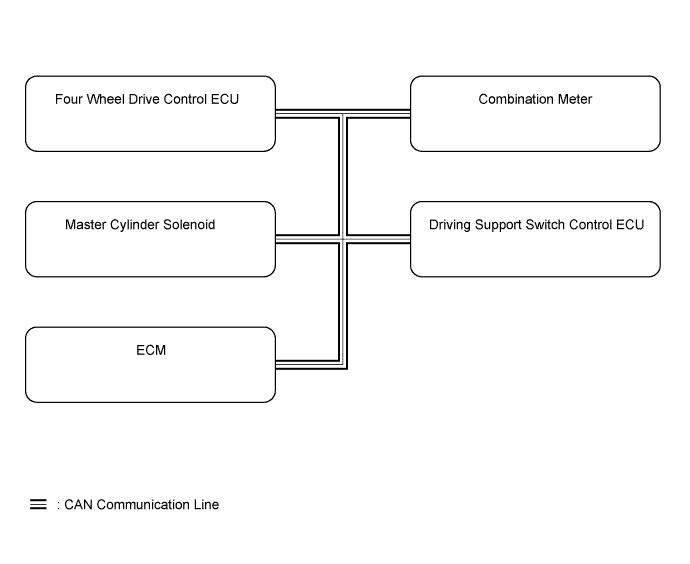 Four Wheel Drive Control ECU
Combination Meter
Master Cylinder Solenoid
Driving Support Switch Control ECU
ECM
: CAN Communication Line